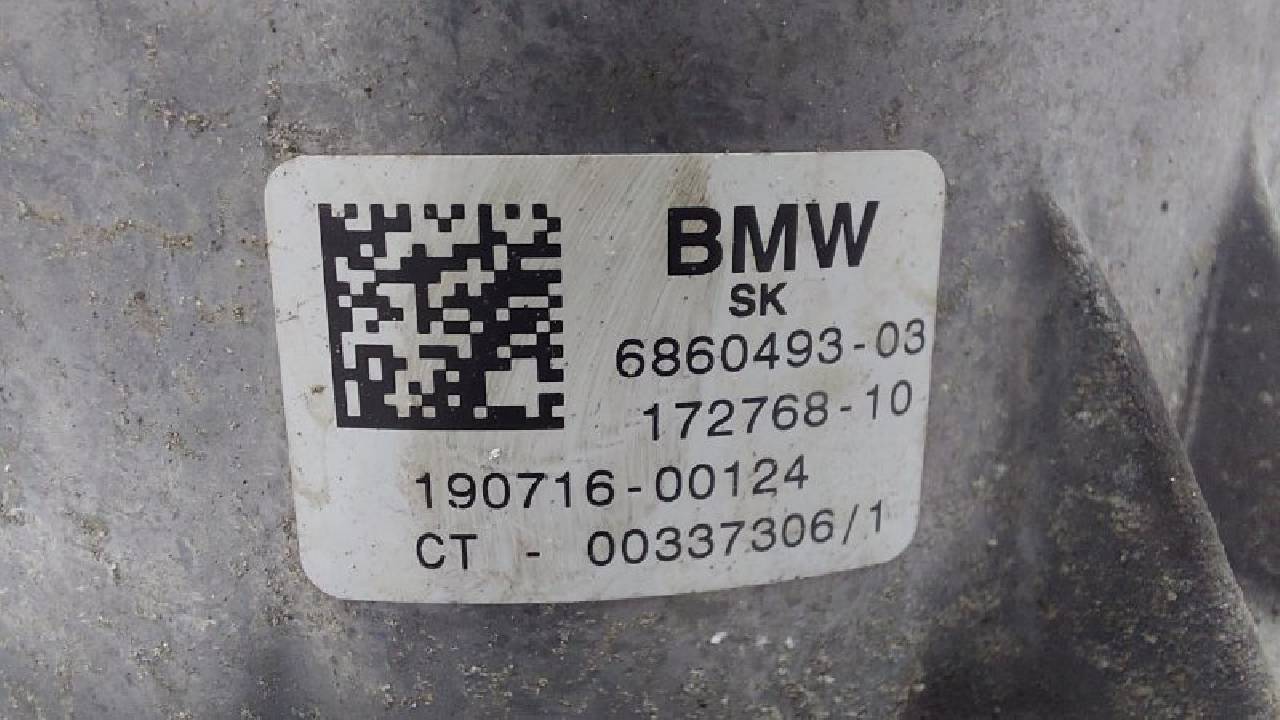 BMW
SK
6860493-03
172768-10
190716-00124
CT - 00337306/1